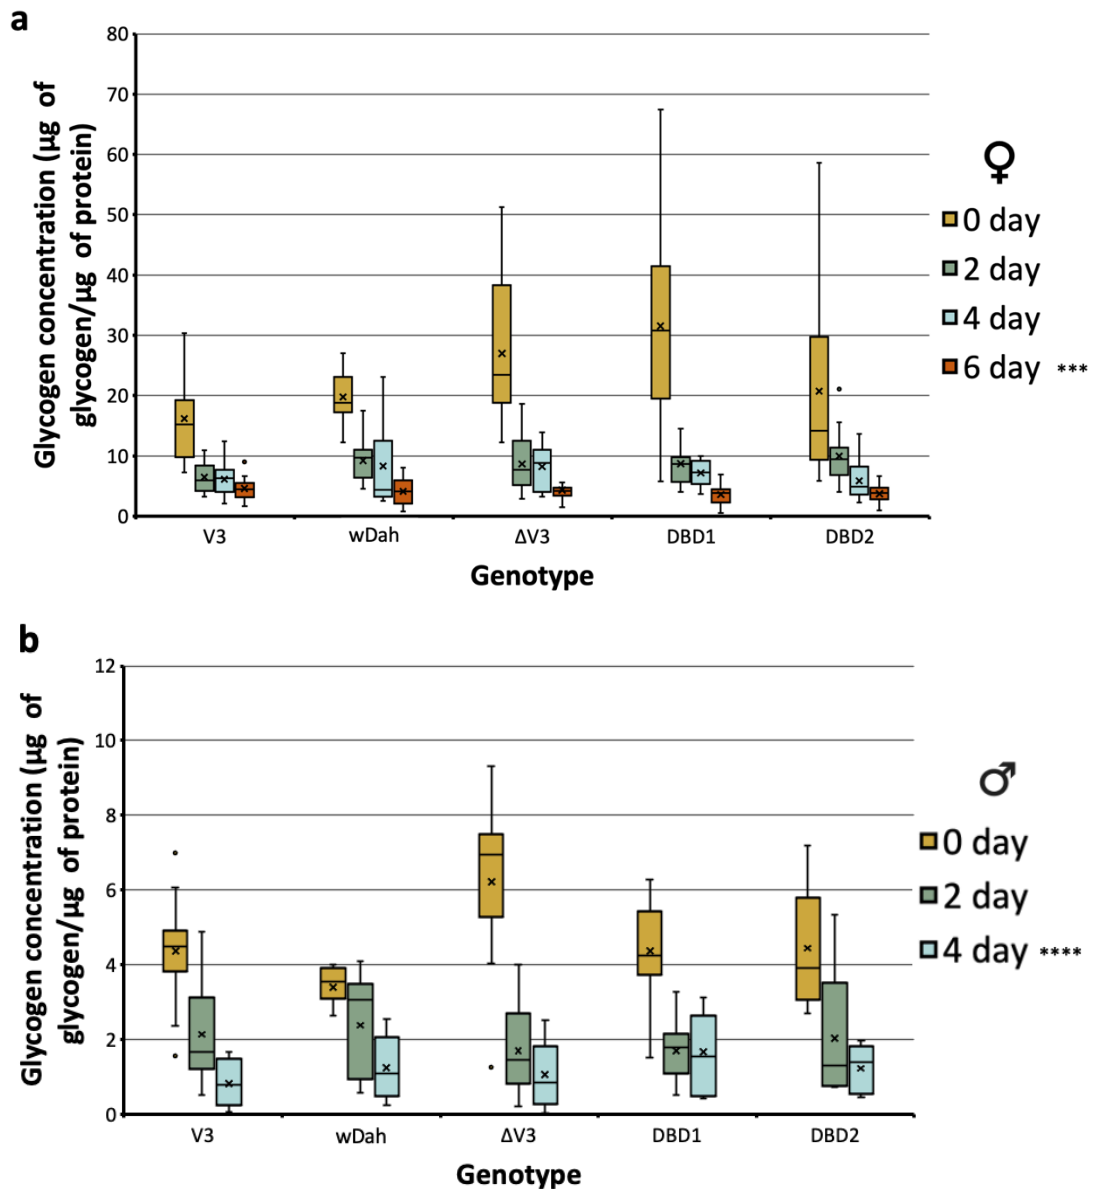 a
Glycogen concentration (µg of
glycogen/µg of protein)
80
70
60
50
40
30
20
10
0
V3
wDah
ΔV3
DBD1
DBD2
Genotype
♀
0 day
2 day
4 day
6 day ***
b
Glycogen concentration (µg of
glycogen/µg of protein)
12
10
8
6
4
2
0
V3
wDah
ΔV3
DBD1
DBD2
Genotype
♂
0 day
2 day
4 day ****